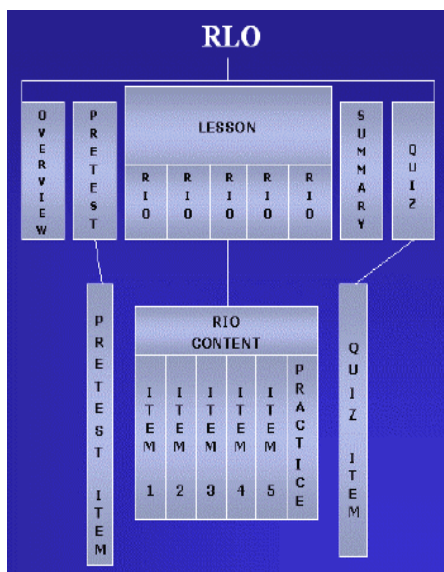 RLO
OVERVIEW
PRETEST
LESSON
RIO
RIO
RIO
RIO
RIO
SUMMARY
QUIZ
PRETEST ITEM
RIO
CONTENT
ITEM 1
ITEM 2
ITEM 3
ITEM 4
ITEM 5
PRACTICE
QUIZ ITEM